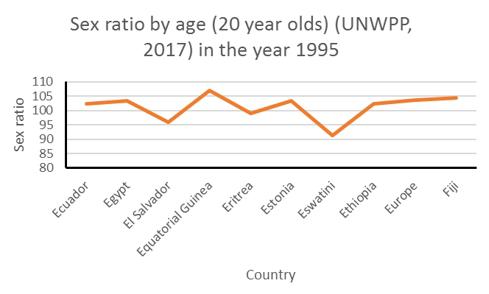 Sex ratio by age (20 year olds) (UNWPP,
2017) in the year 1995
110
105
100
95
90
85
80
Sex ratio
Ecuador
Egypt
El Salvador
Equatorial Guinea
Eritrea
Estonia
Eswatini
Ethiopia
Europe
Fiji
Country